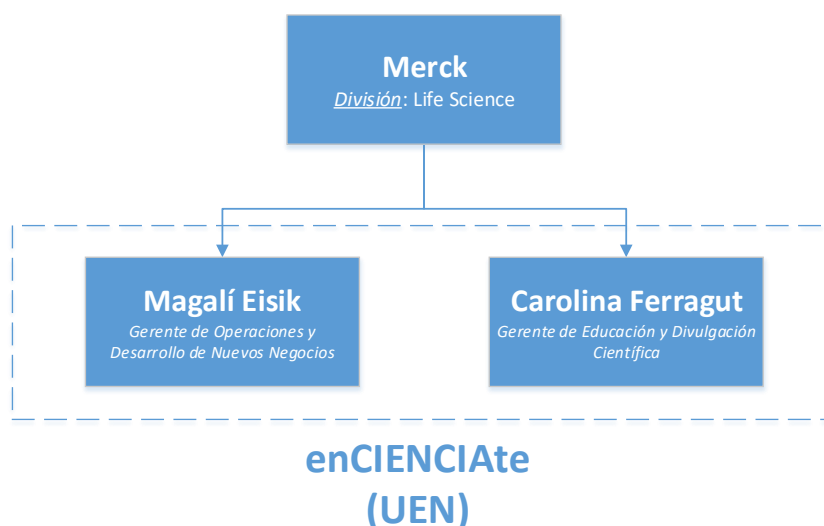 Merck
División: Life Science
Magalí Eisik
Gerente de Operaciones y
Desarrollo de Nuevos Negocios
Carolina Ferragut
Gerente de Educación y Divulgación
Científica
enCIENCIAte
(UEN)